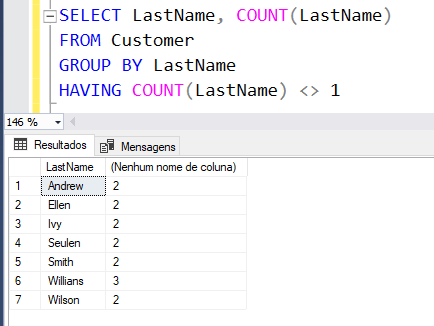 SELECT LastName, COUNT(LastName)
FROM Customer
GROUP BY LastName
HAVING COUNT(LastName) <> 1
146 %
Resultados Mensagens
LastName (Nenhum nome de coluna)
1 Andrew 2
2 Ellen 2
3 Ivy 2
4 Seulen 2
5 Smith 2
6 Willians 3
7 Wilson 2